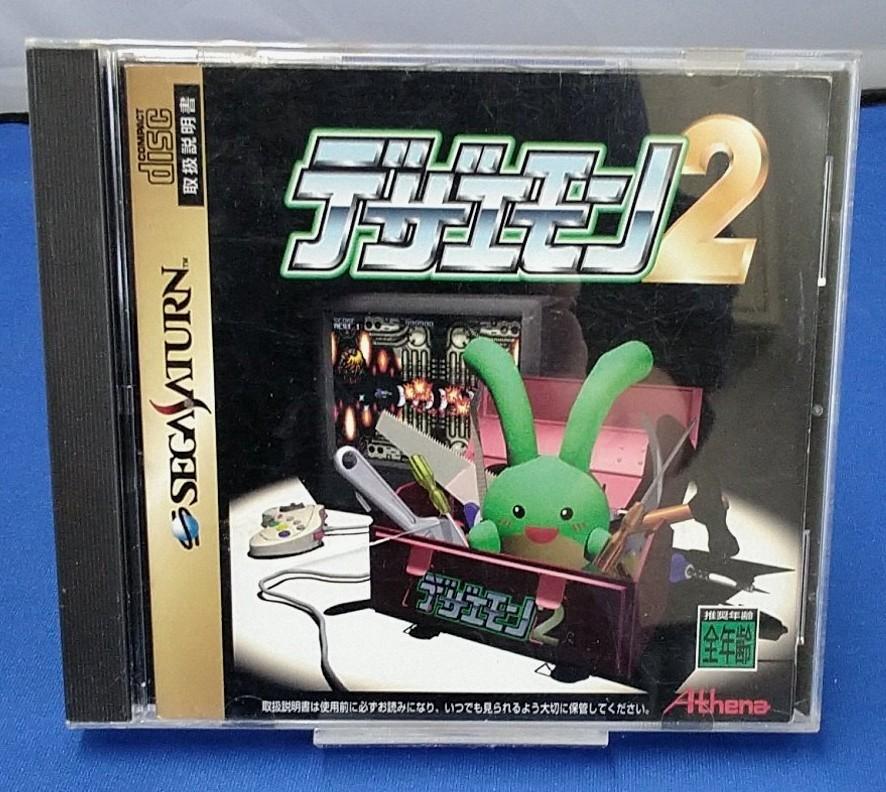 COMPACT
disc
取扱説明書
SEGA SATURN™
デザエモン2
デザエモン2
推奨年齢
全年齢
取扱説明書は使用前に必ずお読みになり、いつでも見られるよう大切に保管してください。
Athena